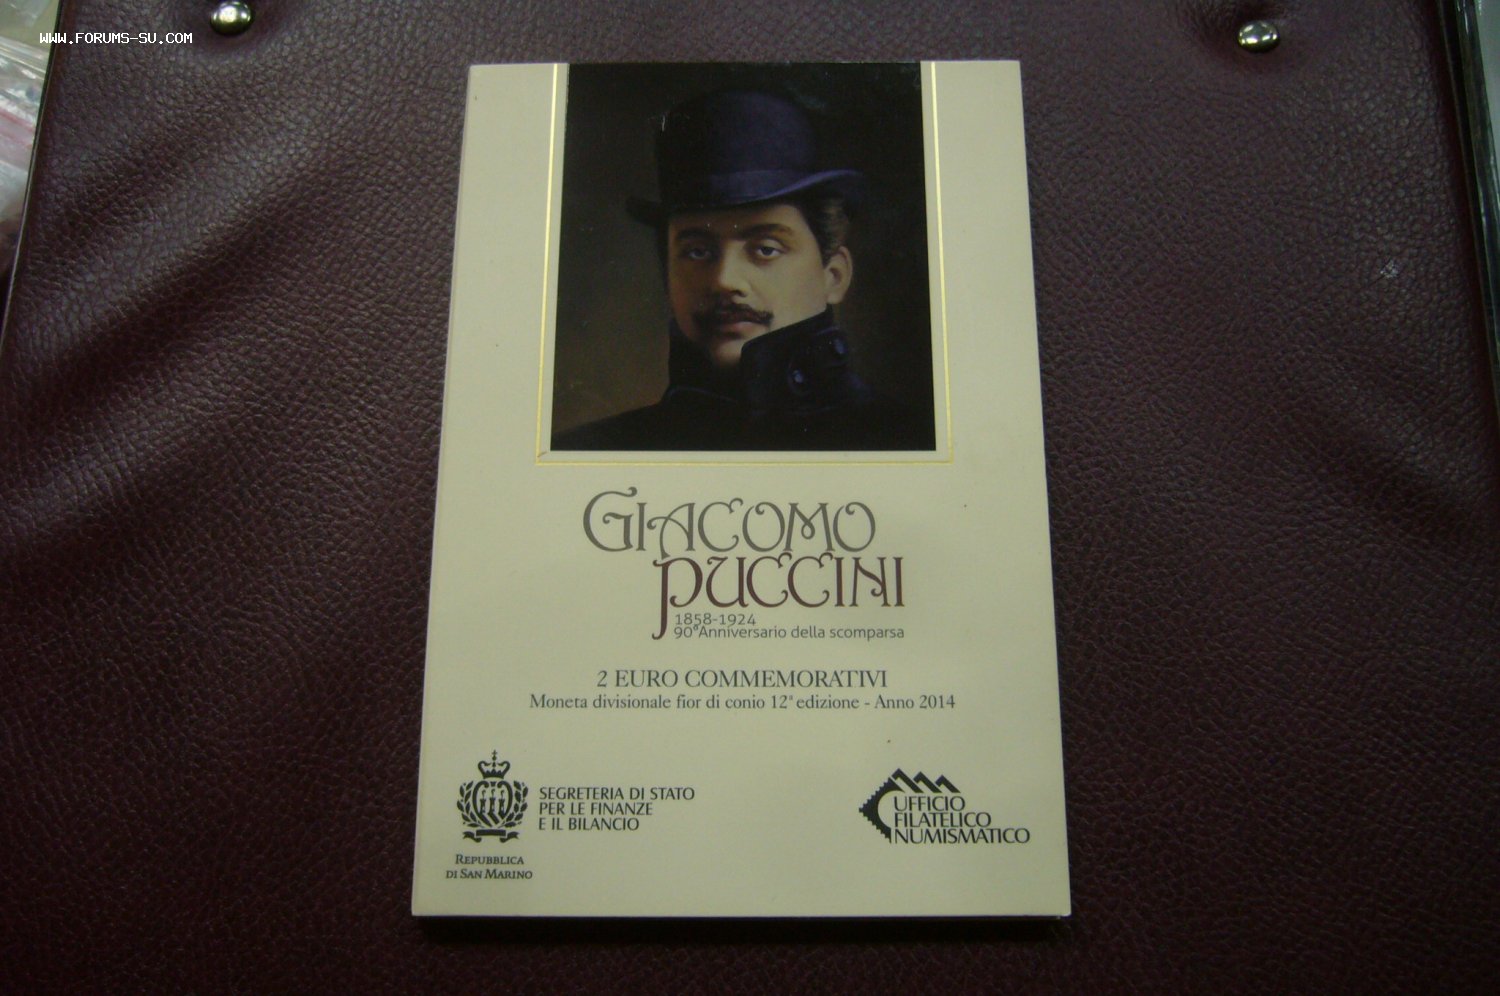 WWW.FORUMS-SU.COM
GIACOMO
PUCCINI
1858-1924
90°Anniversario della scomparsa
2 EURO COMMEMORATIVI
Moneta divisionale fior di conio 12ª edizione - Anno 2014
SEGRETERIA DI STATO
PER LE FINANZE
E IL BILANCIO
REPUBBLICA
DI SAN MARINO
UFFICIO
FILATELICO
NUMISMATICO